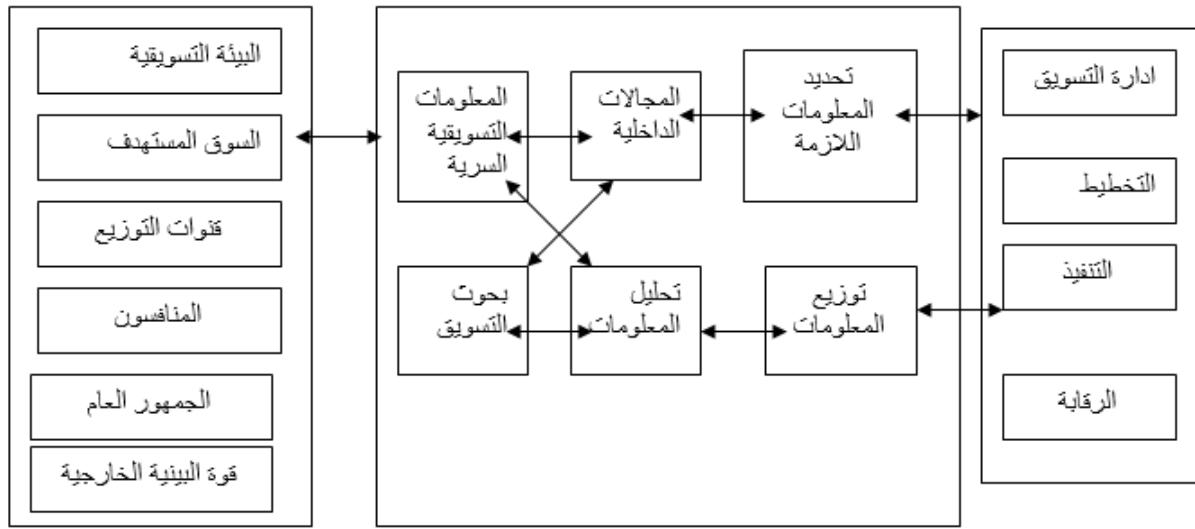 ادارة التسويق
التخطيط
التنفيذ
الرقابة
تحديد
المعلومات
اللازمة
المجالات
الداخلية
المعلومات
التسويقية
السرية
توزيع
المعلومات
تحليل
المعلومات
بحوث
التسويق
البيئة التسويقية
السوق المستهدف
قنوات التوزيع
المنافسون
الجمهور العام
قوة البينية الخارجية